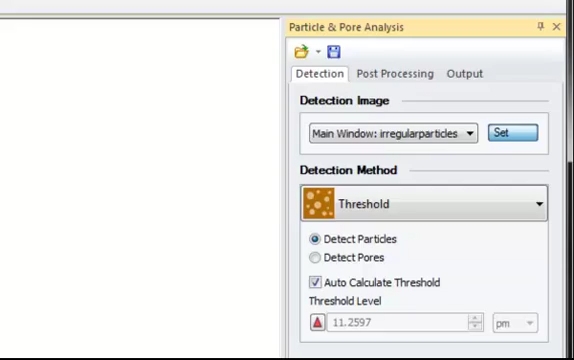 Particle & Pore Analysis
Detection Post Processing Output
Detection Image
Main Window: irregularparticles Set
Detection Method
Threshold
Detect Particles
Detect Pores
Auto Calculate Threshold
Threshold Level
11.2597 pm